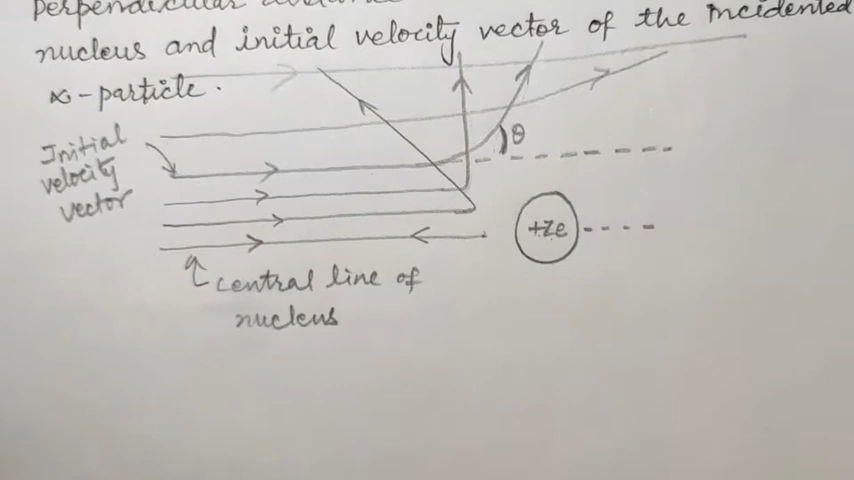 perpendicular
nucleus and initial velocity vector of the incidented
α-particle.
Initial
velocity
vector
θ
+Ze
central line of
nucleus